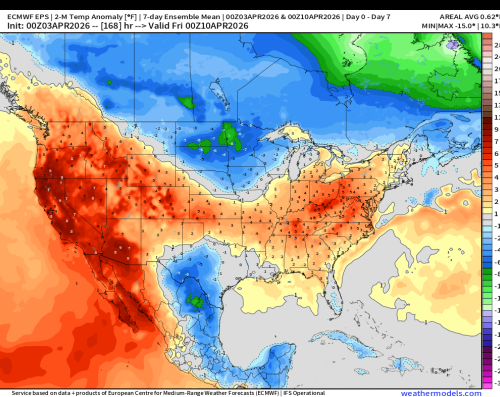 ECMWF EPS | 2-M Temp Anomaly [°F] | 7-day Ensemble Mean | 00Z03APR2026 & 00Z10APR2026 | Day 0 - Day 7
AREAL AVG 0.62°
Init: 00Z03APR2026 -- [168] hr --> Valid Fri 00Z10APR2026
MIN|MAX -15.0° | 10.3°
Service based on data + products of European Centre for Medium-Range Weather Forecasts (ECMWF) | IFS Operational
weathermodels.com